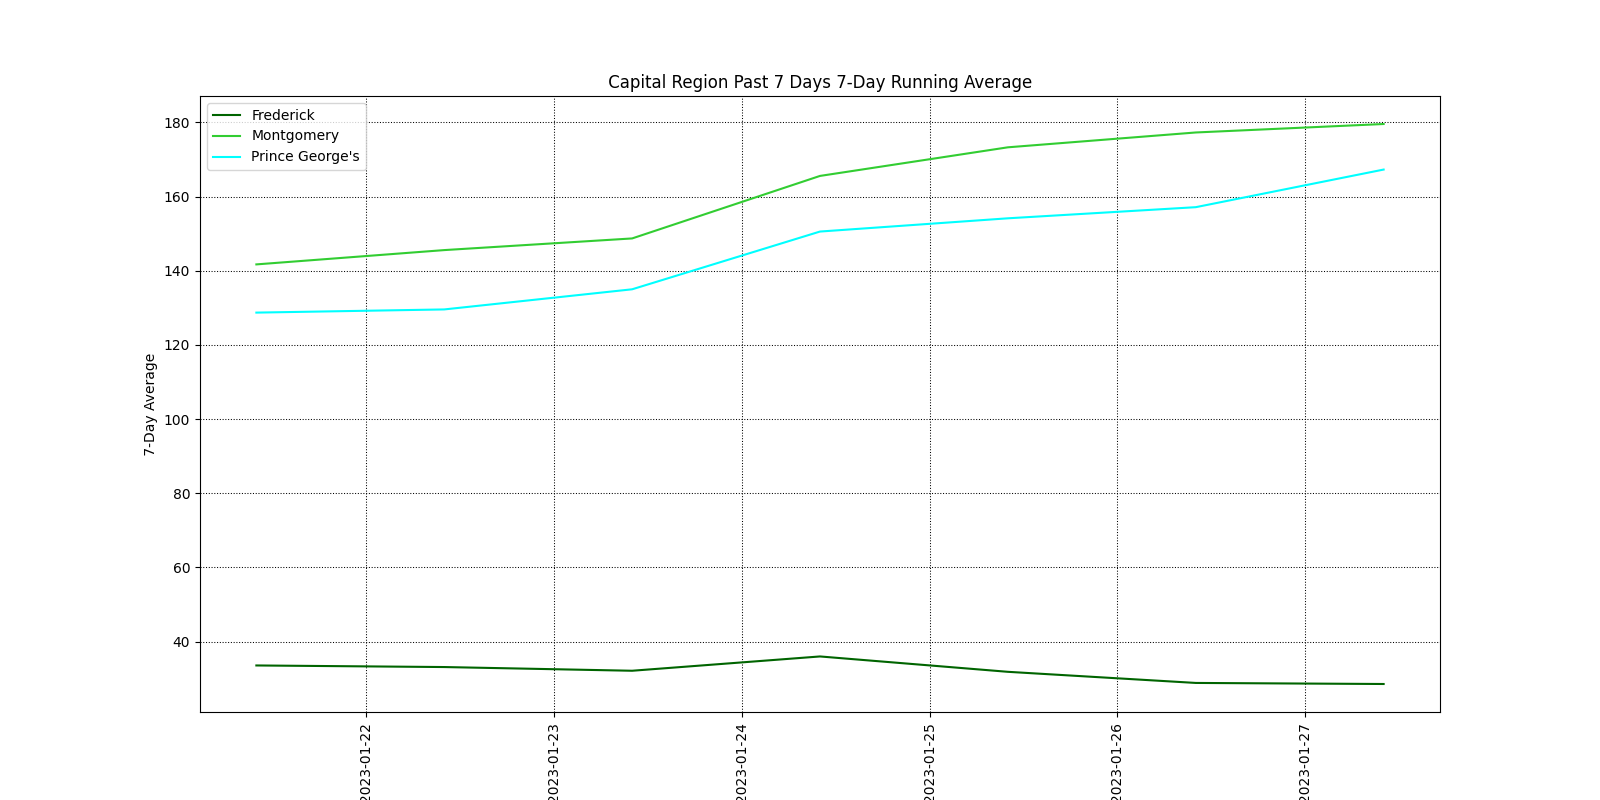 Capital Region Past 7 Days 7-Day Running Average
Frederick
Montgomery
Prince George's
180
160
140
120
100
80
60
40
7-Day Average
2023-01-22
2023-01-23
2023-01-24
2023-01-25
2023-01-26
2023-01-27